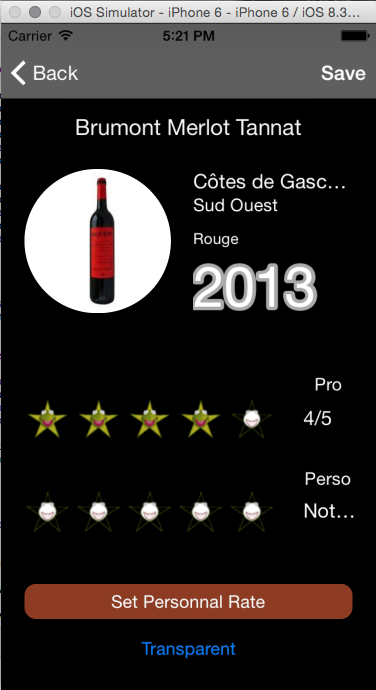 iOS Simulator - iPhone 6 - iPhone 6 / iOS 8.3...
Carrier 5:21 PM
Back Save
Brumont Merlot Tannat
Côtes de Gasc...
Sud Ouest
Rouge
2013
Pro
4/5
Perso
Not...
Set Personnal Rate
Transparent